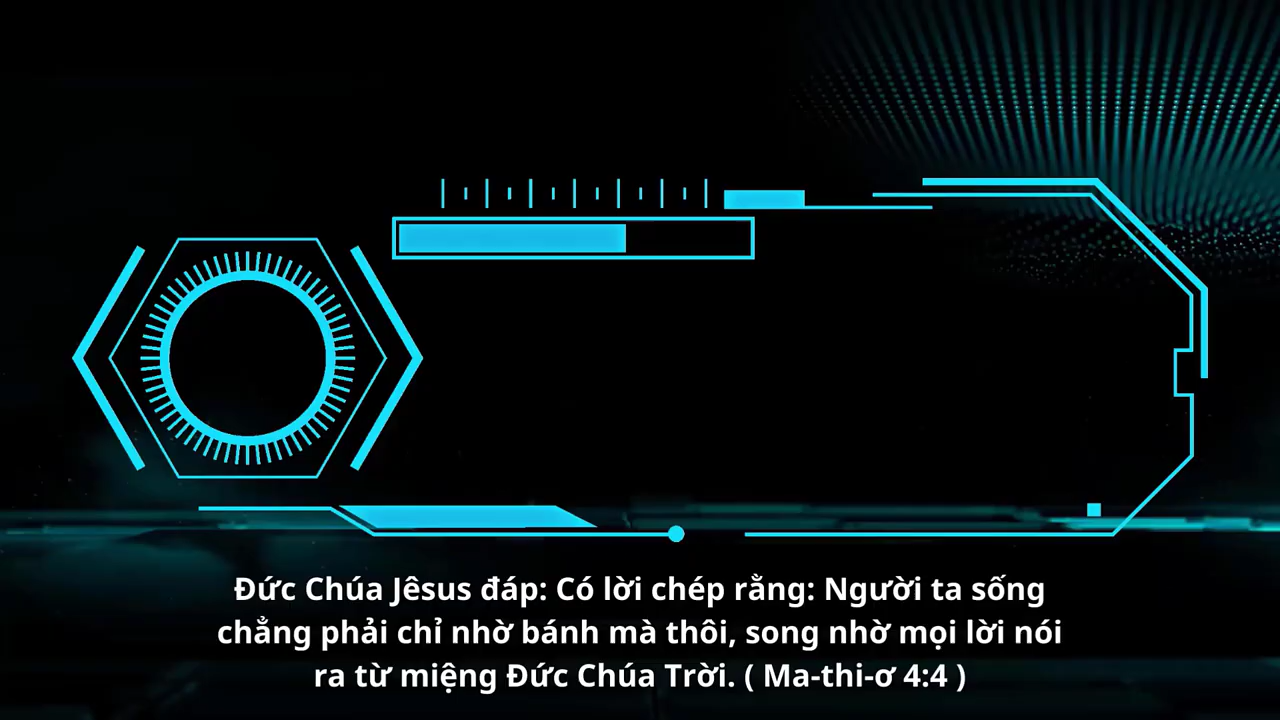 Đức Chúa Jêsus đáp: Có lời chép rằng: Người ta sống
chẳng phải chỉ nhờ bánh mà thôi, song nhờ mọi lời nói
ra từ miệng Đức Chúa Trời. ( Ma-thi-ơ 4:4 )